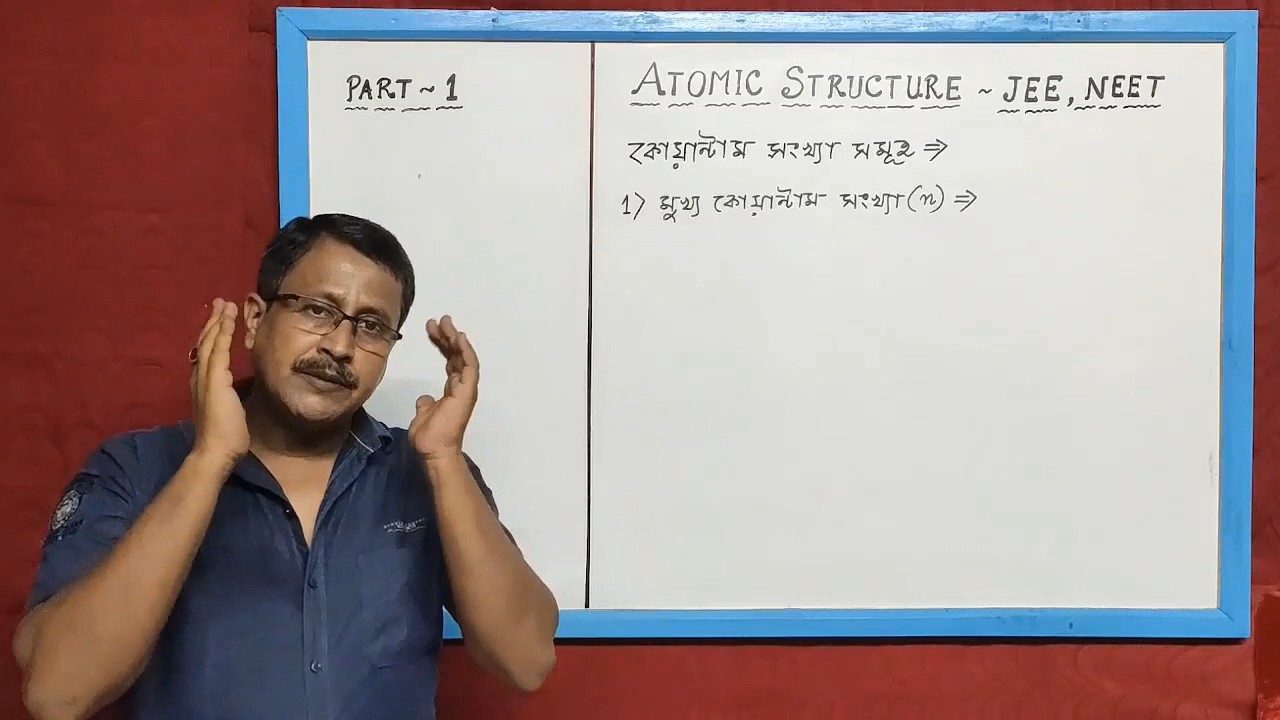 PART ~ 1
ATOMIC STRUCTURE ~ JEE, NEET
কোয়ান্টাম সংখ্যা সমূহ ⇒
1) মুখ্য কোয়ান্টাম সংখ্যা (n) ⇒